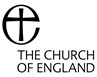 THE CHURCH
OF ENGLAND